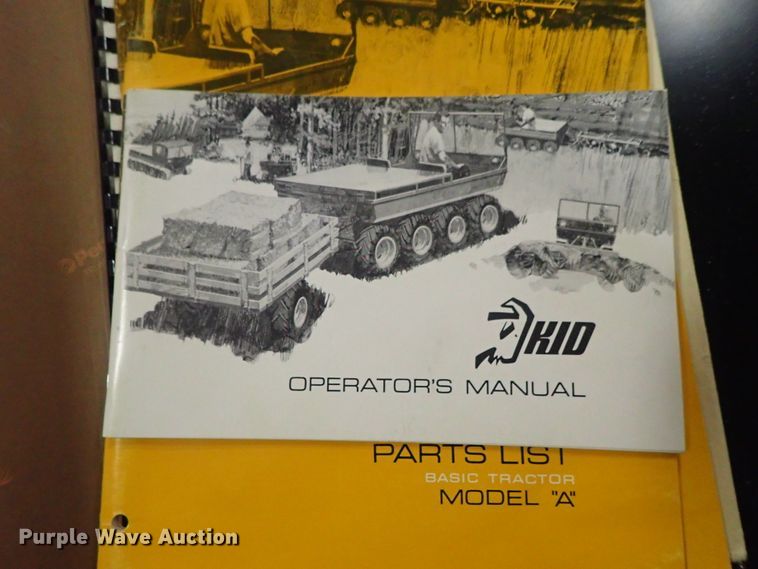 KID
OPERATOR'S MANUAL
PARTS LIST
BASIC TRACTOR
MODEL "A"
Purple Wave Auction